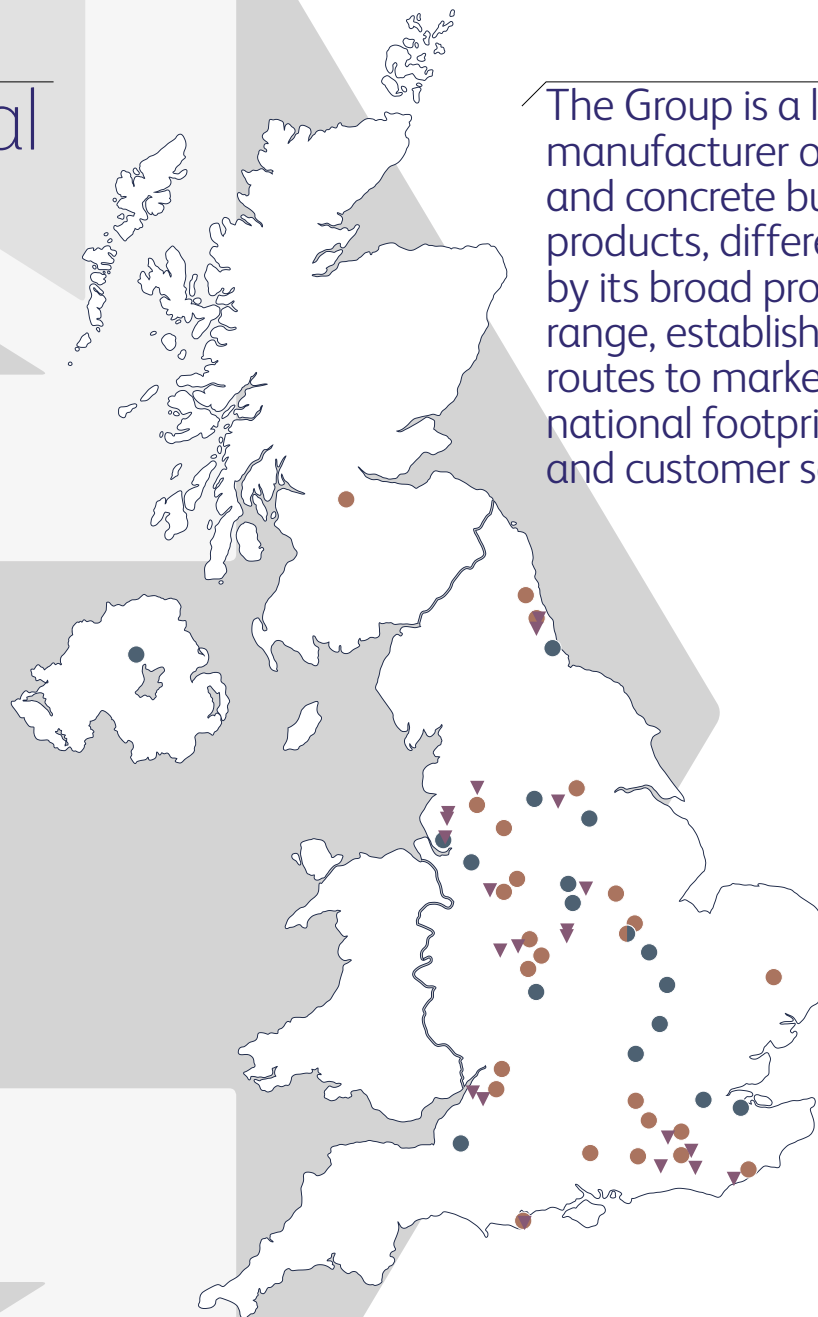 al
The Group is a l
manufacturer o
and concrete bu
products, differe
by its broad pro
range, establish
routes to marke
national footpri
and customer se